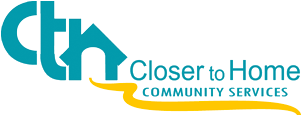 cth
Closer to Home
COMMUNITY SERVICES